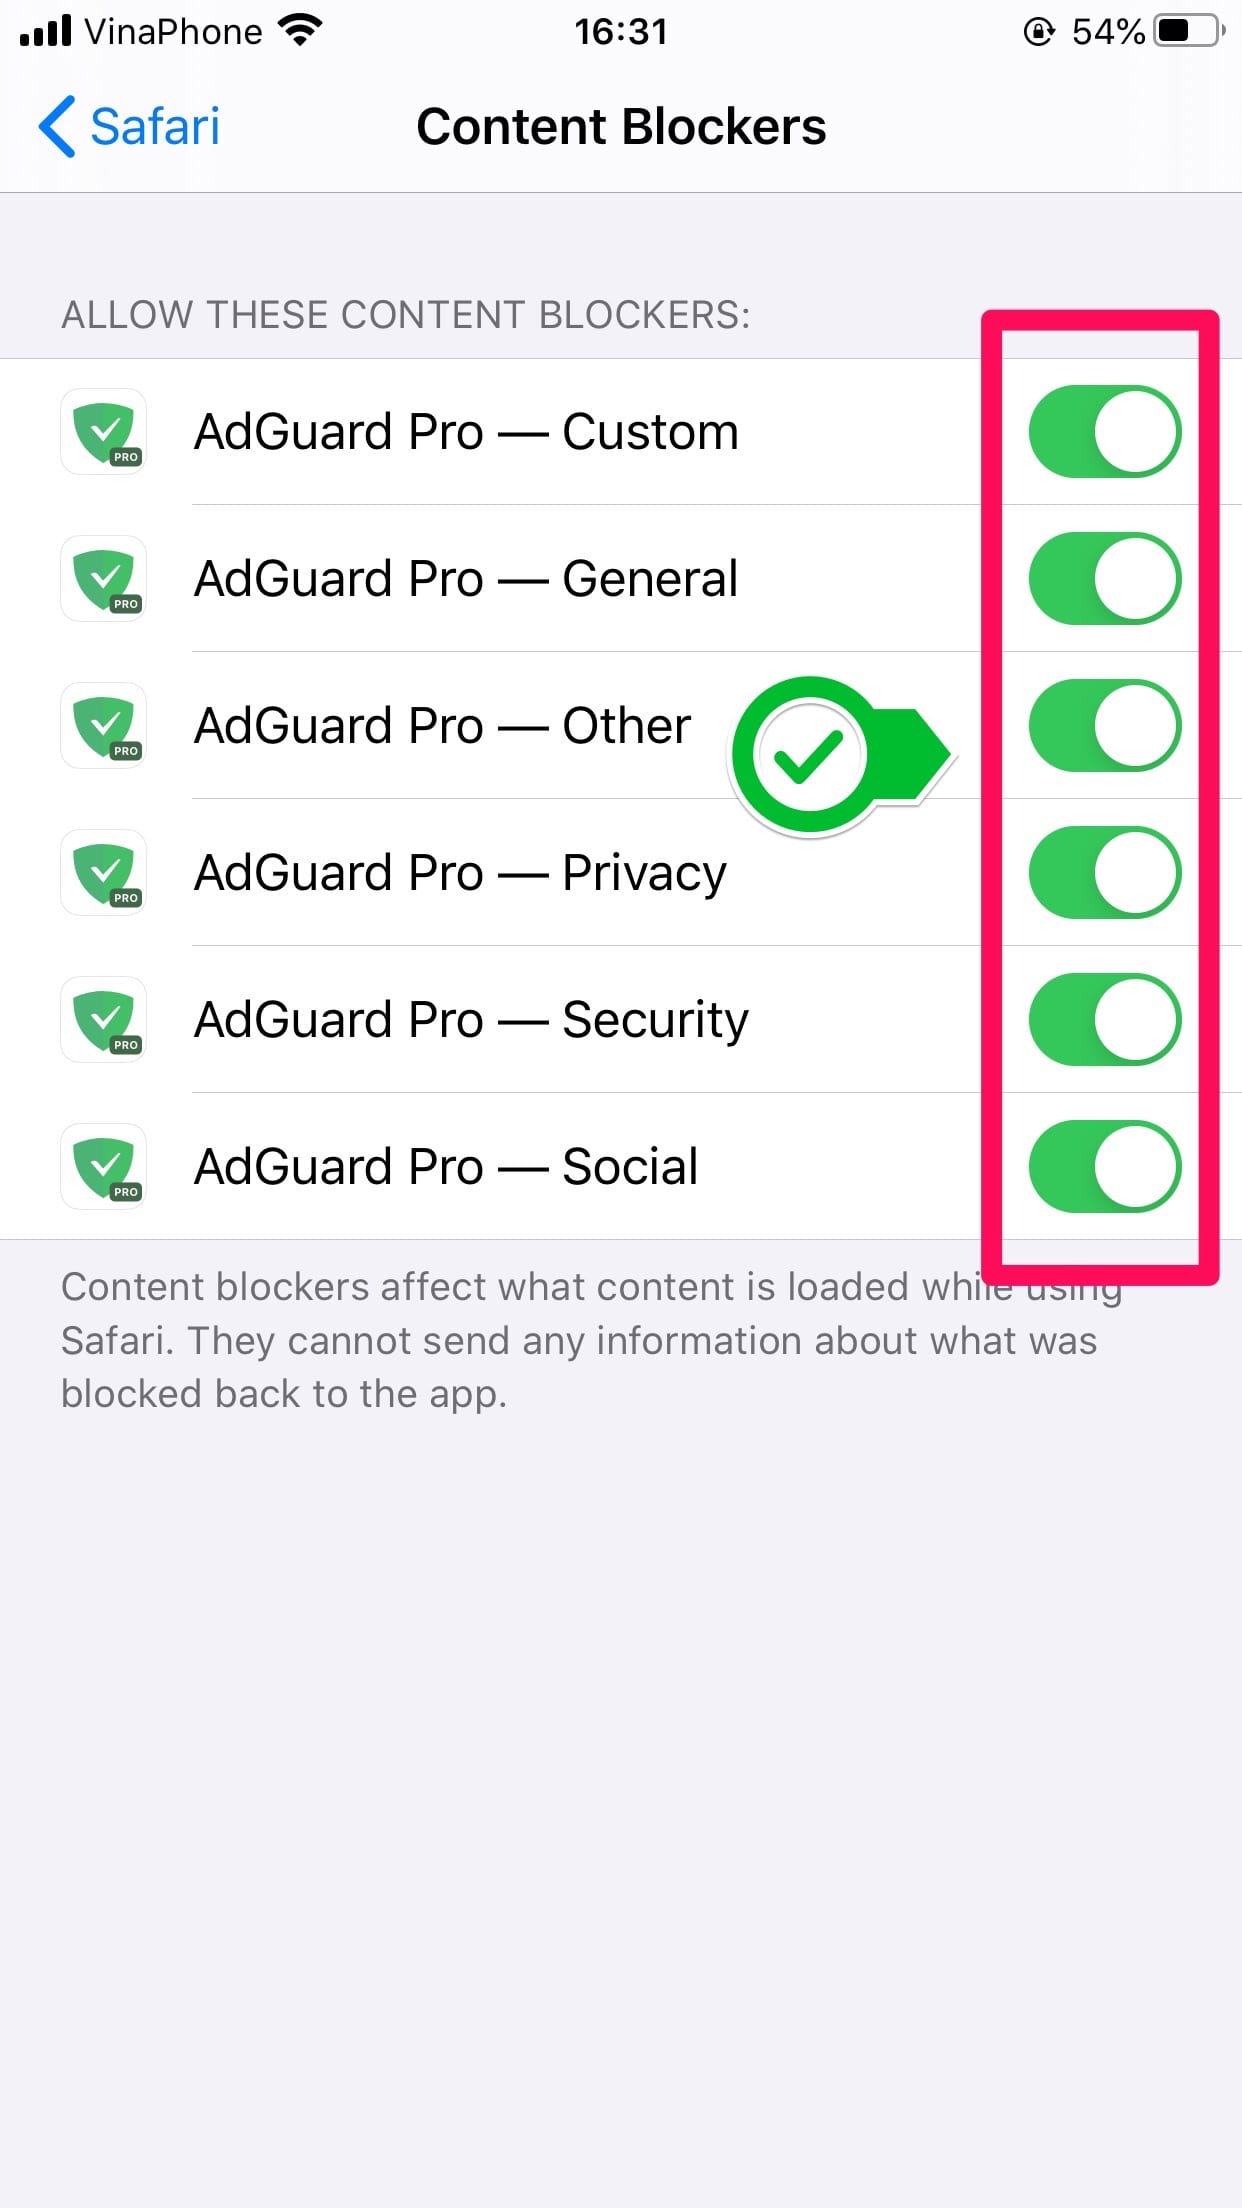 VinaPhone 16:31 54%
Safari Content Blockers
ALLOW THESE CONTENT BLOCKERS:
PRO AdGuard Pro — Custom
PRO AdGuard Pro — General
PRO AdGuard Pro — Other
PRO AdGuard Pro — Privacy
PRO AdGuard Pro — Security
PRO AdGuard Pro — Social
Content blockers affect what content is loaded while using
Safari. They cannot send any information about what was
blocked back to the app.